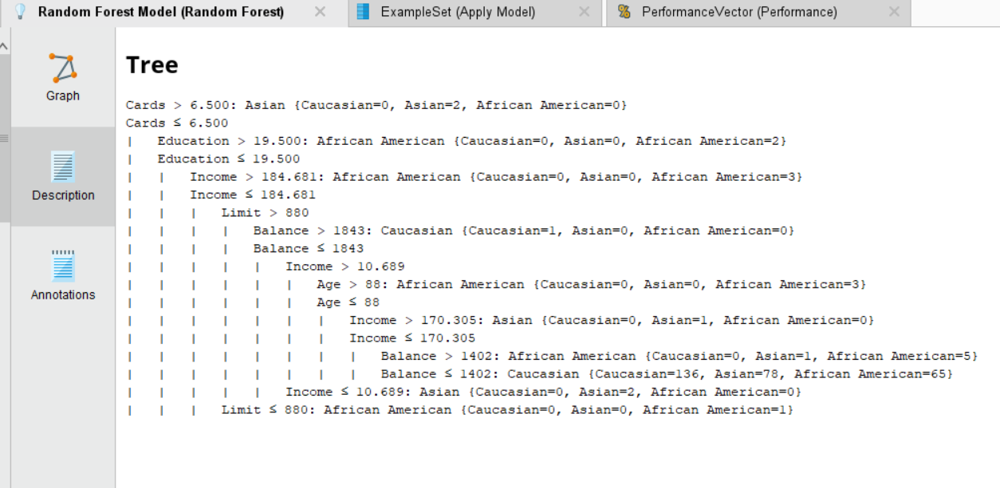 Random Forest Model (Random Forest)
ExampleSet (Apply Model)
PerformanceVector (Performance)
Graph
Description
Annotations
Tree
Cards > 6.500: Asian {Caucasian=0, Asian=2, African American=0}
Cards ≤ 6.500
|   Education > 19.500: African American {Caucasian=0, Asian=0, African American=2}
|   Education ≤ 19.500
|   |   Income > 184.681: African American {Caucasian=0, Asian=0, African American=3}
|   |   Income ≤ 184.681
|   |   |   Limit > 880
|   |   |   |   Balance > 1843: Caucasian {Caucasian=1, Asian=0, African American=0}
|   |   |   |   Balance ≤ 1843
|   |   |   |   |   Income > 10.689
|   |   |   |   |   |   Age > 88: African American {Caucasian=0, Asian=0, African American=3}
|   |   |   |   |   |   Age ≤ 88
|   |   |   |   |   |   |   Income > 170.305: Asian {Caucasian=0, Asian=1, African American=0}
|   |   |   |   |   |   |   Income ≤ 170.305
|   |   |   |   |   |   |   |   Balance > 1402: African American {Caucasian=0, Asian=1, African American=5}
|   |   |   |   |   |   |   |   Balance ≤ 1402: Caucasian {Caucasian=136, Asian=78, African American=65}
|   |   |   |   |   Income ≤ 10.689: Asian {Caucasian=0, Asian=2, African American=0}
|   |   |   Limit ≤ 880: African American {Caucasian=0, Asian=0, African American=1}